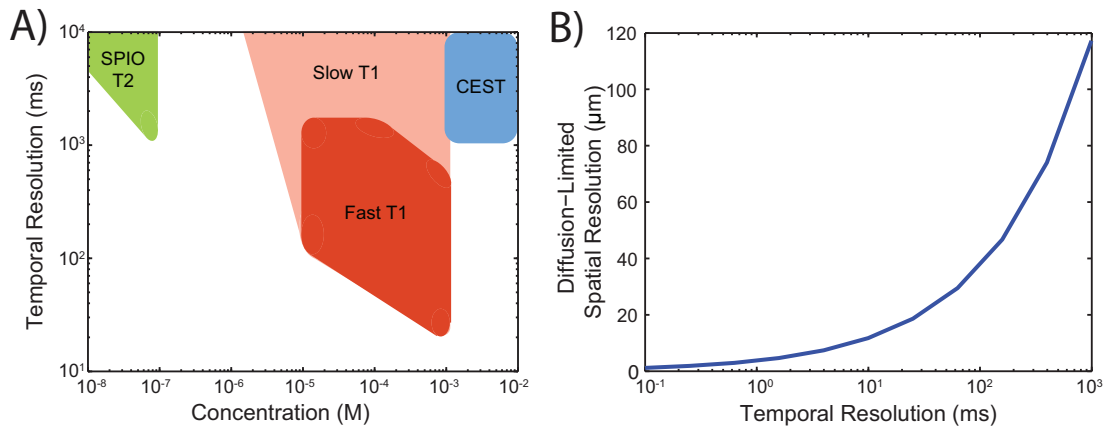 A)
Temporal Resolution (ms)
10^4
10^3
10^2
10^1
SPIO
T2
Slow T1
CEST
Fast T1
10^-8
10^-7
10^-6
10^-5
10^-4
10^-3
10^-2
Concentration (M)
B)
Diffusion−Limited
Spatial Resolution (μm)
120
100
80
60
40
20
0
10^-1
10^0
10^1
10^2
10^3
Temporal Resolution (ms)